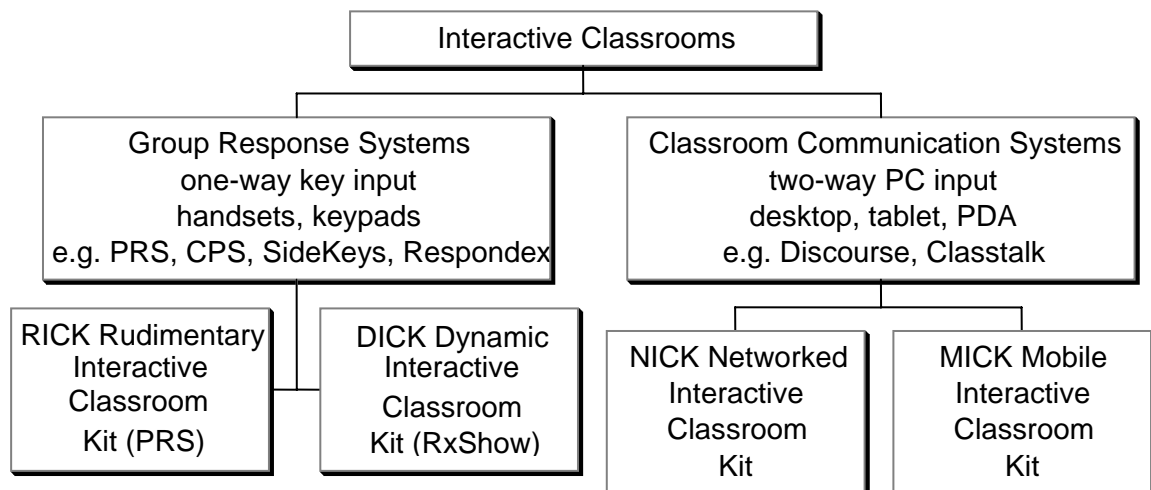 Interactive Classrooms
Group Response Systems
one-way key input
handsets, keypads
e.g. PRS, CPS, SideKeys, Respondex
Classroom Communication Systems
two-way PC input
desktop, tablet, PDA
e.g. Discourse, Classtalk
RICK Rudimentary
Interactive
Classroom
Kit (PRS)
DICK Dynamic
Interactive
Classroom
Kit (RxShow)
NICK Networked
Interactive
Classroom
Kit
MICK Mobile
Interactive
Classroom
Kit